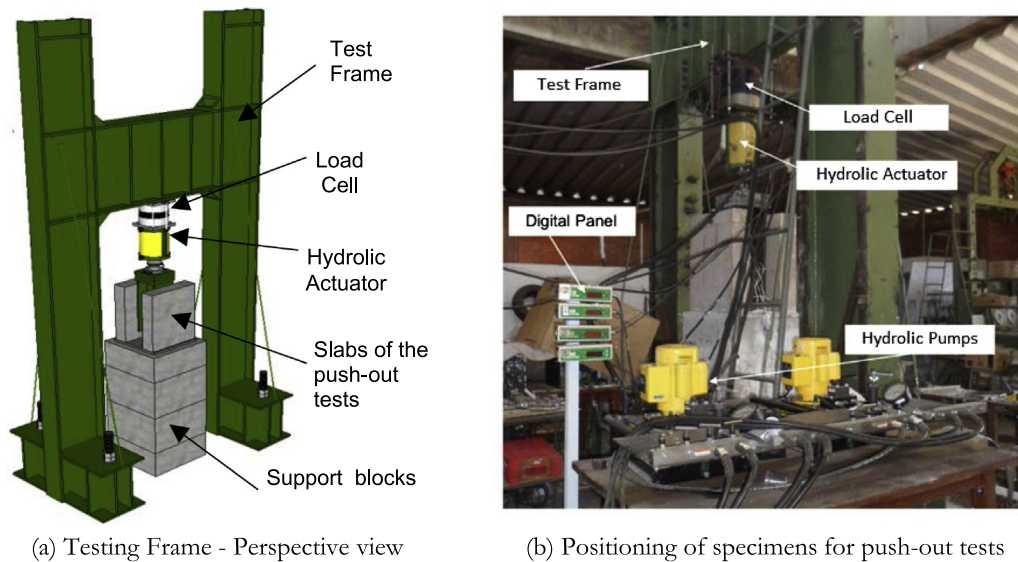 Test
Frame
Load
Cell
Hydrolic
Actuator
Slabs of the
push-out
tests
Support blocks
(a) Testing Frame - Perspective view
Test Frame
Load Cell
Hydrolic Actuator
Digital Panel
Hydrolic Pumps
(b) Positioning of specimens for push-out tests